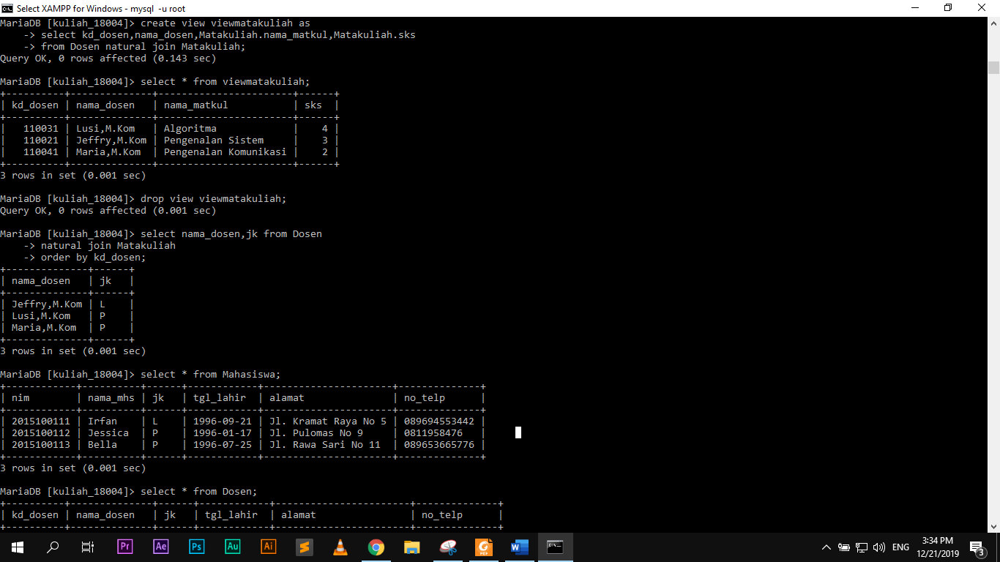 Select XAMPP for Windows - mysql -u root
MariaDB [kuliah_18004]> create view viewmatakuliah as
    -> select kd_dosen,nama_dosen,Matakuliah.nama_matkul,Matakuliah.sks
    -> from Dosen natural join Matakuliah;
Query OK, 0 rows affected (0.143 sec)
MariaDB [kuliah_18004]> select * from viewmatakuliah;
+----------+--------------+-----------------------+------+
| kd_dosen | nama_dosen   | nama_matkul           | sks  |
+----------+--------------+-----------------------+------+
|   110031 | Lusi,M.Kom   | Algoritma             |    4 |
|   110021 | Jeffry,M.Kom | Pengenalan Sistem     |    3 |
|   110041 | Maria,M.Kom  | Pengenalan Komunikasi |    2 |
+----------+--------------+-----------------------+------+
3 rows in set (0.001 sec)
MariaDB [kuliah_18004]> drop view viewmatakuliah;
Query OK, 0 rows affected (0.001 sec)
MariaDB [kuliah_18004]> select nama_dosen,jk from Dosen
    -> natural join Matakuliah
    -> order by kd_dosen;
+--------------+------+
| nama_dosen   | jk   |
+--------------+------+
| Jeffry,M.Kom | L    |
| Lusi,M.Kom   | P    |
| Maria,M.Kom  | P    |
+--------------+------+
3 rows in set (0.001 sec)
MariaDB [kuliah_18004]> select * from Mahasiswa;
+------------+----------+------+------------+----------------------+--------------+
| nim        | nama_mhs | jk   | tgl_lahir  | alamat               | no_telp      |
+------------+----------+------+------------+----------------------+--------------+
| 2015100111 | Irfan    | L    | 1996-09-21 | Jl. Kramat Raya No 5 | 089694553442 |
| 2015100112 | Jessica  | P    | 1996-01-17 | Jl. Pulomas No 9     | 0811958476   |
| 2015100113 | Bella    | P    | 1996-07-25 | Jl. Rawa Sari No 11  | 089653665776 |
+------------+----------+------+------------+----------------------+--------------+
3 rows in set (0.001 sec)
MariaDB [kuliah_18004]> select * from Dosen;
+----------+--------------+------+------------+-----------------------+--------------+
| kd_dosen | nama_dosen   | jk   | tgl_lahir  | alamat                | no_telp      |
+----------+--------------+------+------------+-----------------------+--------------+
Pr Ae Ps Au Ai ENG 3:34 PM
12/21/2019 3